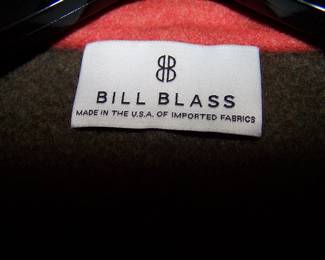 BILL BLASS
MADE IN THE U.S.A. OF IMPORTED FABRICS